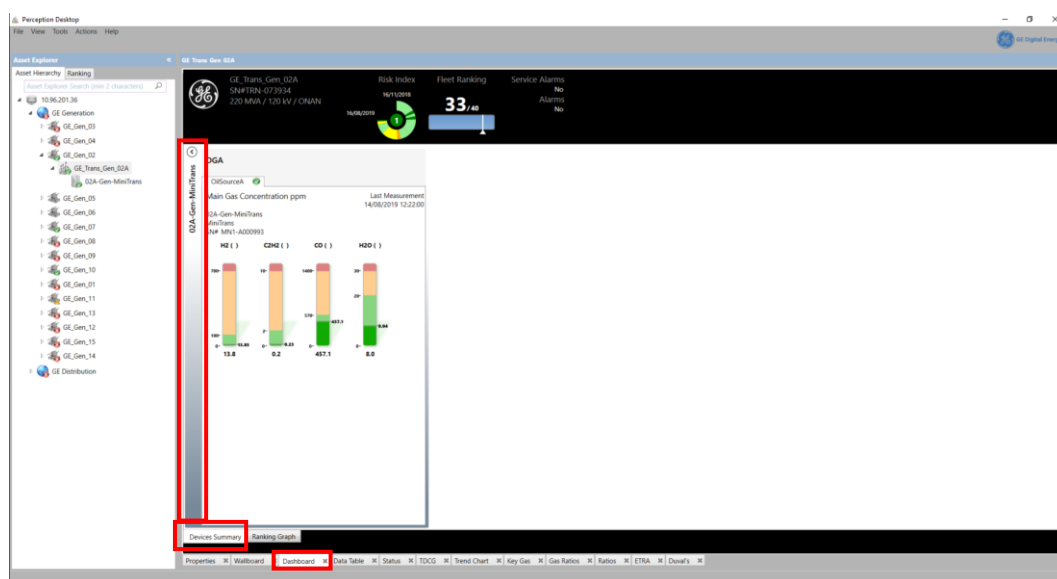 Perception Desktop
File View Tools Actions Help
GE Digital Energy
Asset Explorer
GE Trans Gen 02A
Asset Hierarchy Ranking
Asset Explorer Search (min 2 characters)
10.96.201.36
GE Generation
GE_Gen_03
GE_Gen_04
GE_Gen_02
GE_Trans_Gen_02A
02A-Gen-MiniTrans
GE_Gen_05
GE_Gen_06
GE_Gen_07
GE_Gen_08
GE_Gen_09
GE_Gen_10
GE_Gen_01
GE_Gen_11
GE_Gen_13
GE_Gen_12
GE_Gen_15
GE_Gen_14
GE Distribution
GE_Trans_Gen_02A
SN#TRN-073934
220 MVA / 120 kV / ONAN
Risk Index
16/11/2018
16/08/2019
1
Fleet Ranking
33/40
Service Alarms
No
Alarms
No
02A-Gen-MiniTrans
DGA
OilSourceA
Main Gas Concentration ppm
Last Measurement
14/08/2019 12:22:00
02A-Gen-MiniTrans
MiniTrans
SN# MN1-A000993
H2 ( ) C2H2 ( ) CO ( ) H2O ( )
13.8 0.2 457.1 8.0
Devices Summary Ranking Graph
Properties Wallboard Dashboard Data Table Status TDCG Trend Chart Key Gas Gas Ratios Ratios ETRA Duval's